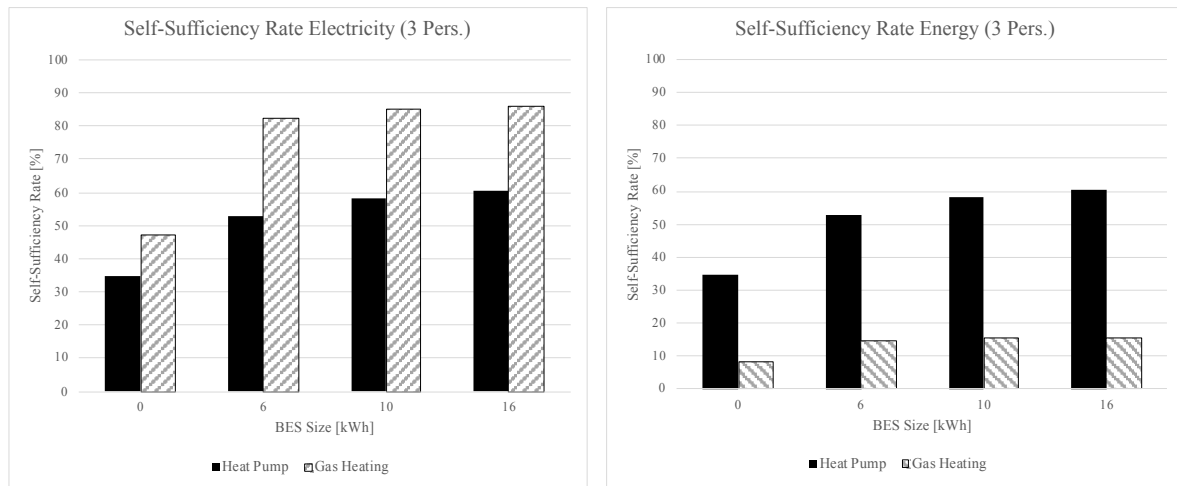 Self-Sufficiency Rate Electricity (3 Pers.)
100
90
80
70
60
50
40
30
20
10
0
Self-Sufficiency Rate [%]
0 6 10 16
BES Size [kWh]
Heat Pump Gas Heating
Self-Sufficiency Rate Energy (3 Pers.)
100
90
80
70
60
50
40
30
20
10
0
Self-Sufficiency Rate [%]
0 6 10 16
BES Size [kWh]
Heat Pump Gas Heating